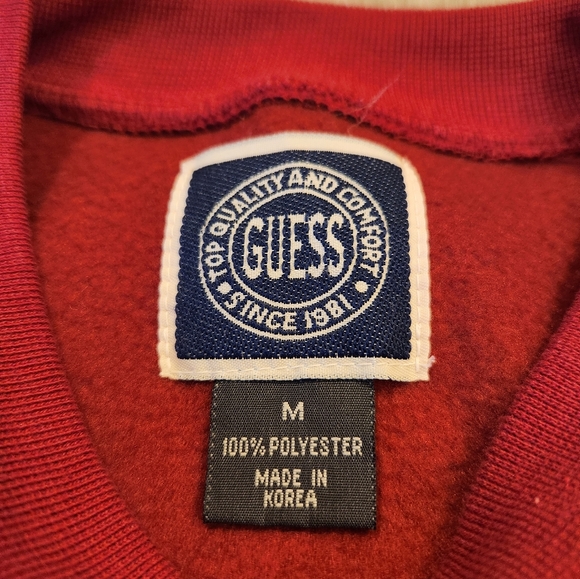 TOP QUALITY AND COMFORT
GUESS
• SINCE 1981 •
M
100% POLYESTER
MADE IN
KOREA